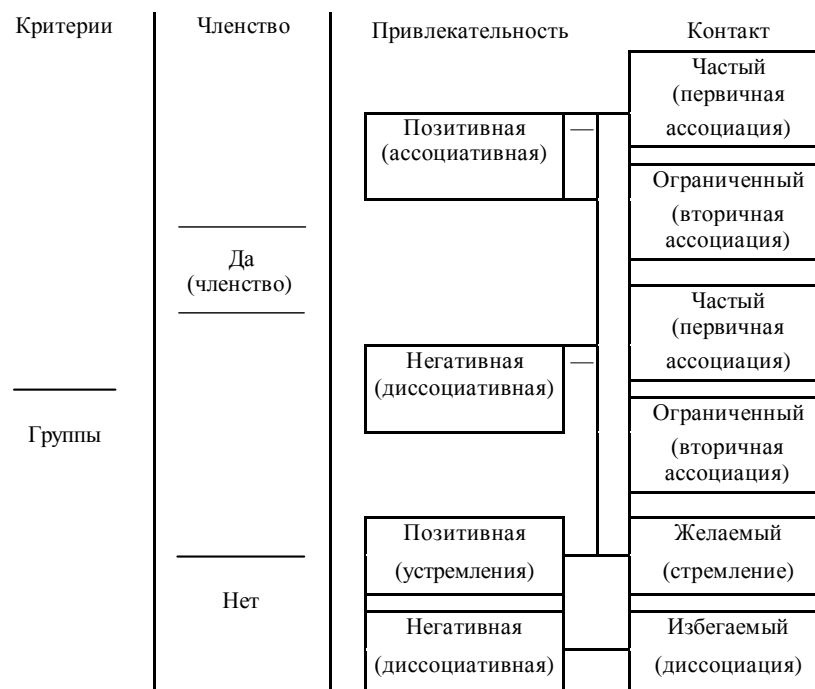 Критерии
Членство
Привлекательность
Контакт
Частый
(первичная
ассоциация)
Позитивная
(ассоциативная)
—
Ограниченный
(вторичная
ассоциация)
Да
(членство)
Частый
(первичная
ассоциация)
Негативная
(диссоциативная)
—
Ограниченный
(вторичная
ассоциация)
Группы
Позитивная
(устремления)
Желаемый
(стремление)
Нет
Негативная
(диссоциативная)
Избегаемый
(диссоциация)